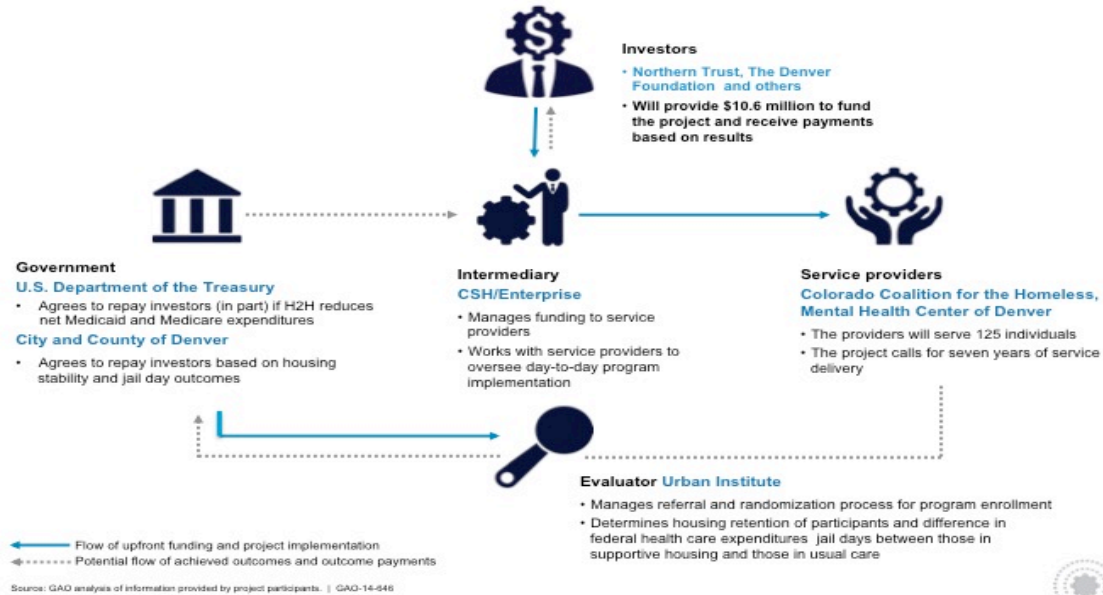 Investors
• Northern Trust, The Denver
Foundation and others
• Will provide $10.6 million to fund
the project and receive payments
based on results
Government
U.S. Department of the Treasury
• Agrees to repay investors (in part) if H2H reduces
net Medicaid and Medicare expenditures
City and County of Denver
• Agrees to repay investors based on housing
stability and jail day outcomes
Intermediary
CSH/Enterprise
• Manages funding to service
providers
• Works with service providers to
oversee day-to-day program
implementation
Service providers
Colorado Coalition for the Homeless,
Mental Health Center of Denver
• The providers will serve 125 individuals
• The project calls for seven years of service
delivery
Evaluator Urban Institute
• Manages referral and randomization process for program enrollment
• Determines housing retention of participants and difference in
federal health care expenditures jail days between those in
supportive housing and those in usual care
Flow of upfront funding and project implementation
Potential flow of achieved outcomes and outcome payments
Source: GAO analysis of information provided by project participants. | GAO-14-646